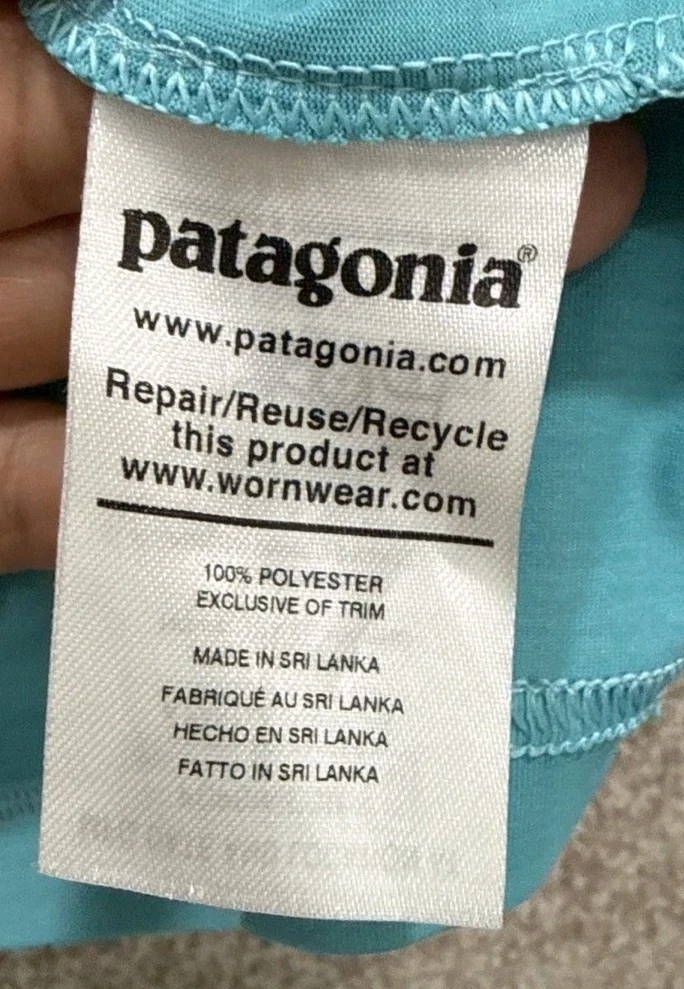 patagonia®
www.patagonia.com
Repair/Reuse/Recycle
this product at
www.wornwear.com
100% POLYESTER
EXCLUSIVE OF TRIM
MADE IN SRI LANKA
FABRIQUÉ AU SRI LANKA
HECHO EN SRI LANKA
FATTO IN SRI LANKA